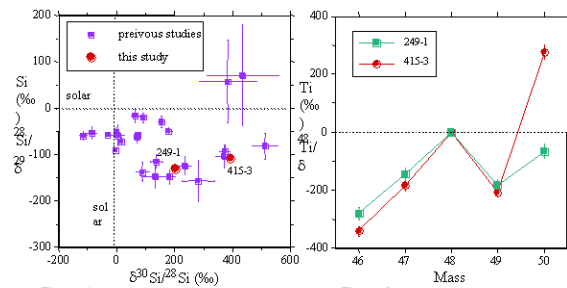 200
100
0
-100
-200
-300
-200
0
200
400
600
preivous studies
this study
solar
sol
ar
249-1
415-3
Si
(‰
)
28
Si/
29
δ
δ³⁰Si/²⁸Si (‰)
400
200
0
-200
-400
46
47
48
49
50
249-1
415-3
Ti
(‰
)
48
Ti/
δ
Mass